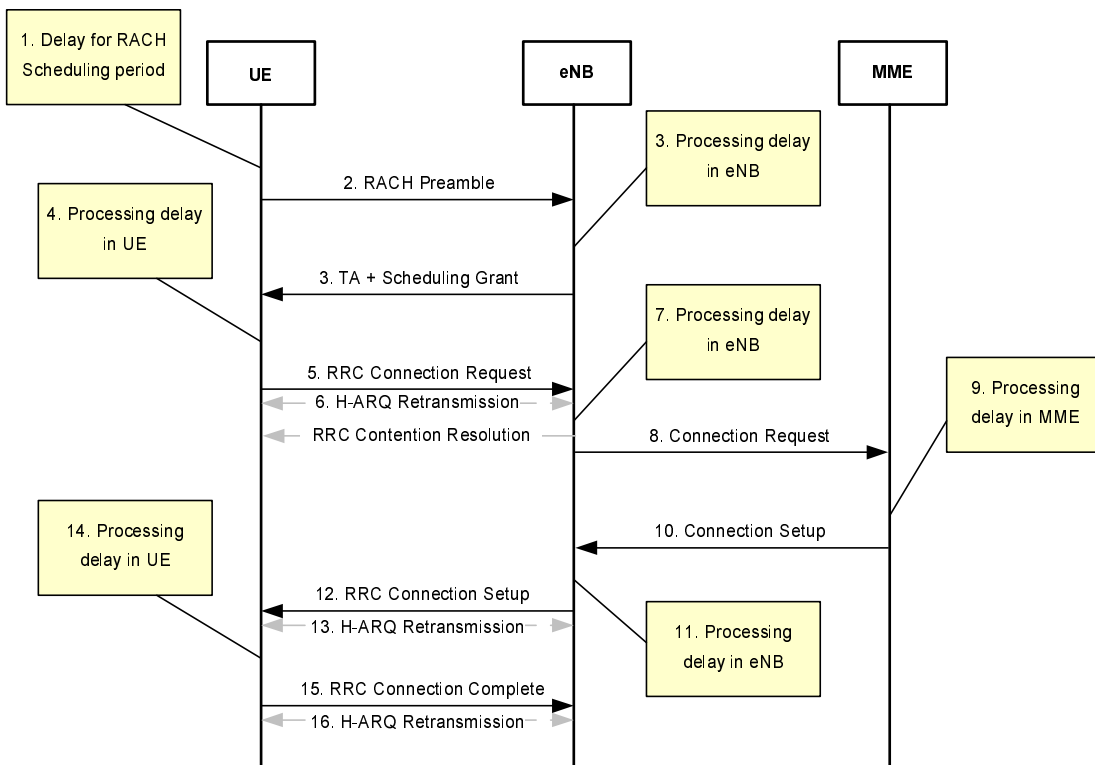 1. Delay for RACH
Scheduling period
UE
eNB
MME
3. Processing delay
in eNB
2. RACH Preamble
4. Processing delay
in UE
3. TA + Scheduling Grant
7. Processing delay
in eNB
5. RRC Connection Request
6. H-ARQ Retransmission
9. Processing
delay in MME
RRC Contention Resolution
8. Connection Request
14. Processing
delay in UE
10. Connection Setup
12. RRC Connection Setup
13. H-ARQ Retransmission
11. Processing
delay in eNB
15. RRC Connection Complete
16. H-ARQ Retransmission